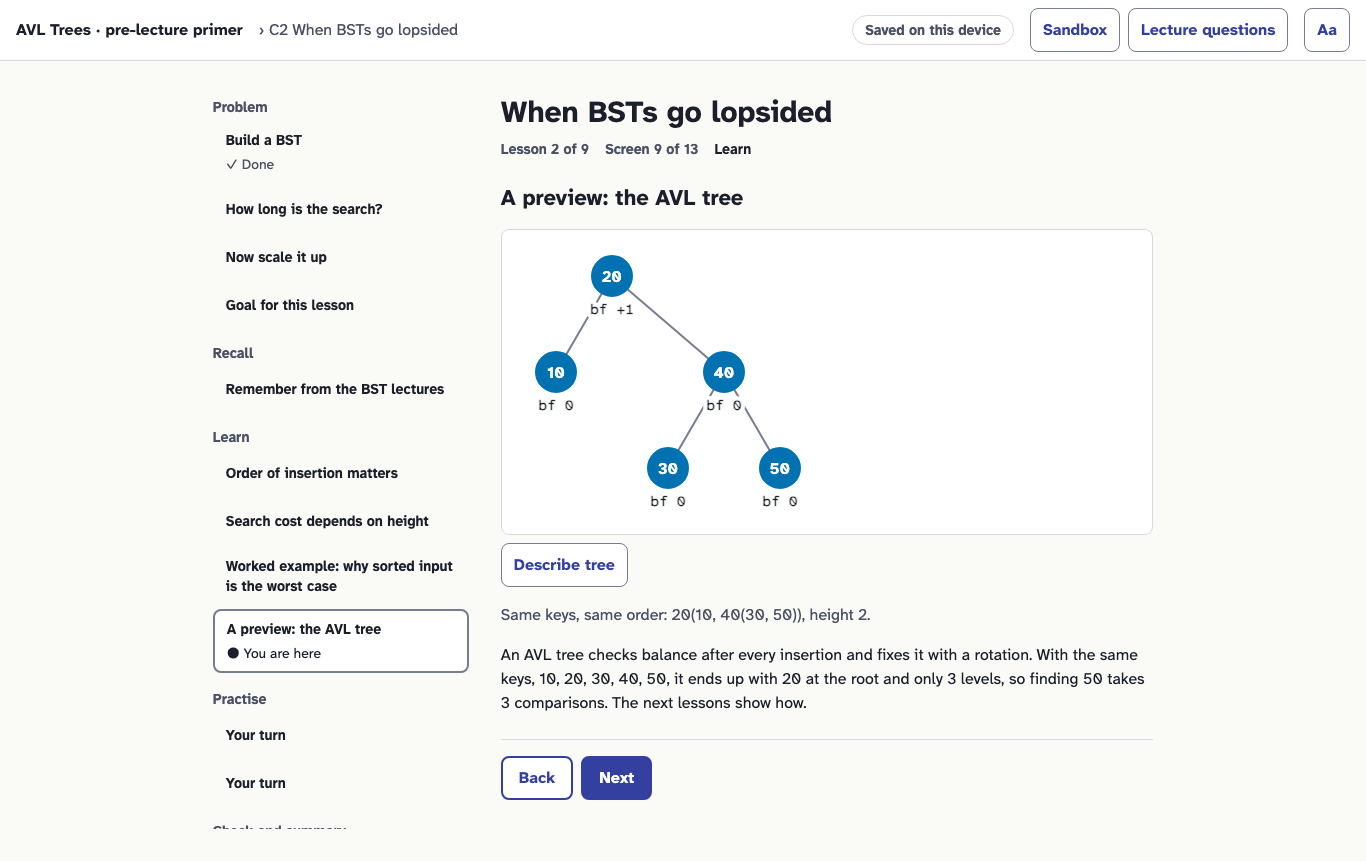 AVL Trees · pre-lecture primer › C2 When BSTs go lopsided
Saved on this device
Sandbox
Lecture questions
Aa
Problem
Build a BST
✓ Done
How long is the search?
Now scale it up
Goal for this lesson
Recall
Remember from the BST lectures
Learn
Order of insertion matters
Search cost depends on height
Worked example: why sorted input
is the worst case
A preview: the AVL tree
● You are here
Practise
Your turn
Your turn
When BSTs go lopsided
Lesson 2 of 9 Screen 9 of 13 Learn
A preview: the AVL tree
20
bf +1
10
bf 0
40
bf 0
30
bf 0
50
bf 0
Describe tree
Same keys, same order: 20(10, 40(30, 50)), height 2.
An AVL tree checks balance after every insertion and fixes it with a rotation. With the same
keys, 10, 20, 30, 40, 50, it ends up with 20 at the root and only 3 levels, so finding 50 takes
3 comparisons. The next lessons show how.
Back
Next